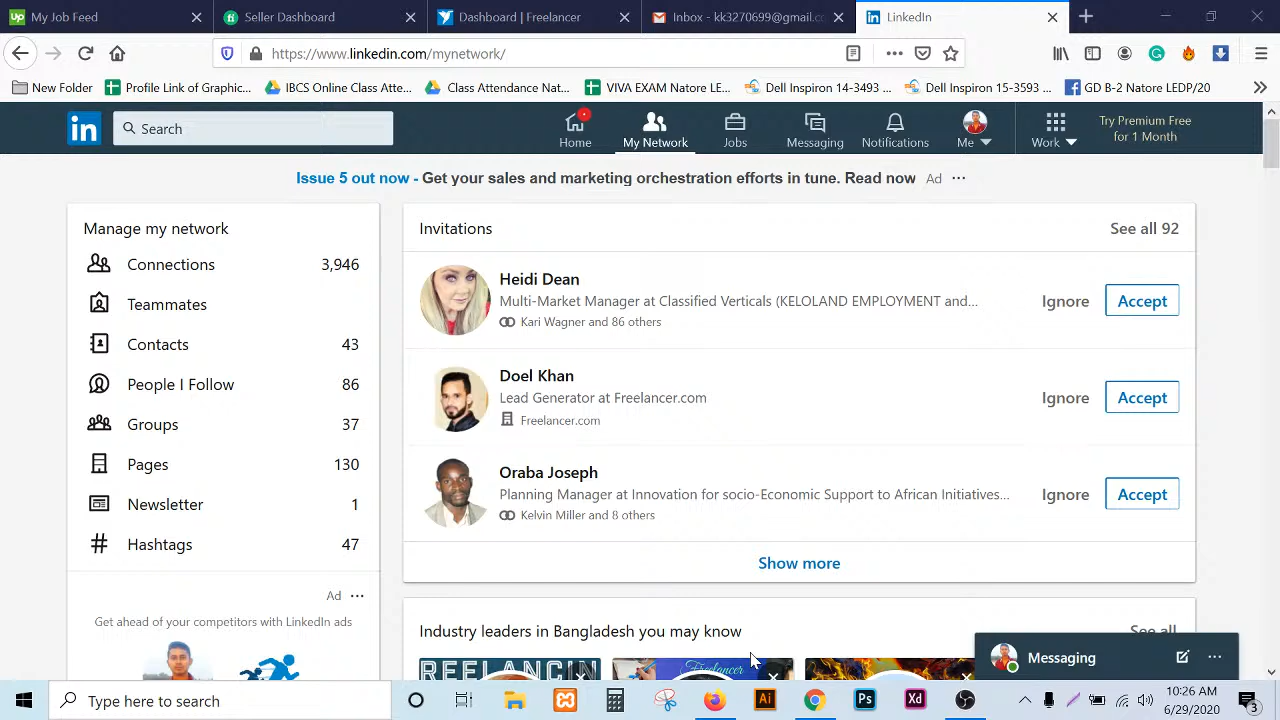 My Job Feed
Seller Dashboard
Dashboard | Freelancer
Inbox - kk3270699@gmail.co
LinkedIn
https://www.linkedin.com/mynetwork/
New Folder
Profile Link of Graphic...
IBCS Online Class Atte...
Class Attendance Nat...
VIVA EXAM Natore LE...
Dell Inspiron 14-3493 ...
Dell Inspiron 15-3593 ...
GD B-2 Natore LEDP/20
Search
Home
My Network
Jobs
Messaging
Notifications
Me
Work
Try Premium Free
for 1 Month
Issue 5 out now - Get your sales and marketing orchestration efforts in tune. Read now
Ad
Manage my network
Connections 3,946
Teammates
Contacts 43
People I Follow 86
Groups 37
Pages 130
Newsletter 1
Hashtags 47
Ad
Get ahead of your competitors with LinkedIn ads
Invitations
See all 92
Heidi Dean
Multi-Market Manager at Classified Verticals (KELOLAND EMPLOYMENT and...
Kari Wagner and 86 others
Ignore
Accept
Doel Khan
Lead Generator at Freelancer.com
Freelancer.com
Ignore
Accept
Oraba Joseph
Planning Manager at Innovation for socio-Economic Support to African Initiatives...
Kelvin Miller and 8 others
Ignore
Accept
Show more
Industry leaders in Bangladesh you may know
See all
REELANCIN
Freelancer
Messaging
Type here to search
10:26 AM
6/29/2020
3